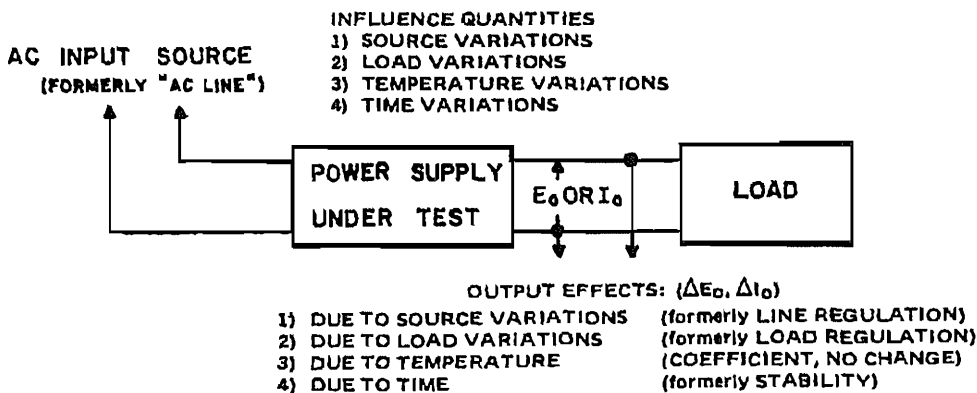 INFLUENCE QUANTITIES
1) SOURCE VARIATIONS
2) LOAD VARIATIONS
3) TEMPERATURE VARIATIONS
4) TIME VARIATIONS
AC INPUT SOURCE
(FORMERLY "AC LINE")
POWER SUPPLY
UNDER TEST
E₀ OR I₀
LOAD
OUTPUT EFFECTS: (ΔE₀, ΔI₀)
1) DUE TO SOURCE VARIATIONS (formerly LINE REGULATION)
2) DUE TO LOAD VARIATIONS (formerly LOAD REGULATION)
3) DUE TO TEMPERATURE (COEFFICIENT, NO CHANGE)
4) DUE TO TIME (formerly STABILITY)